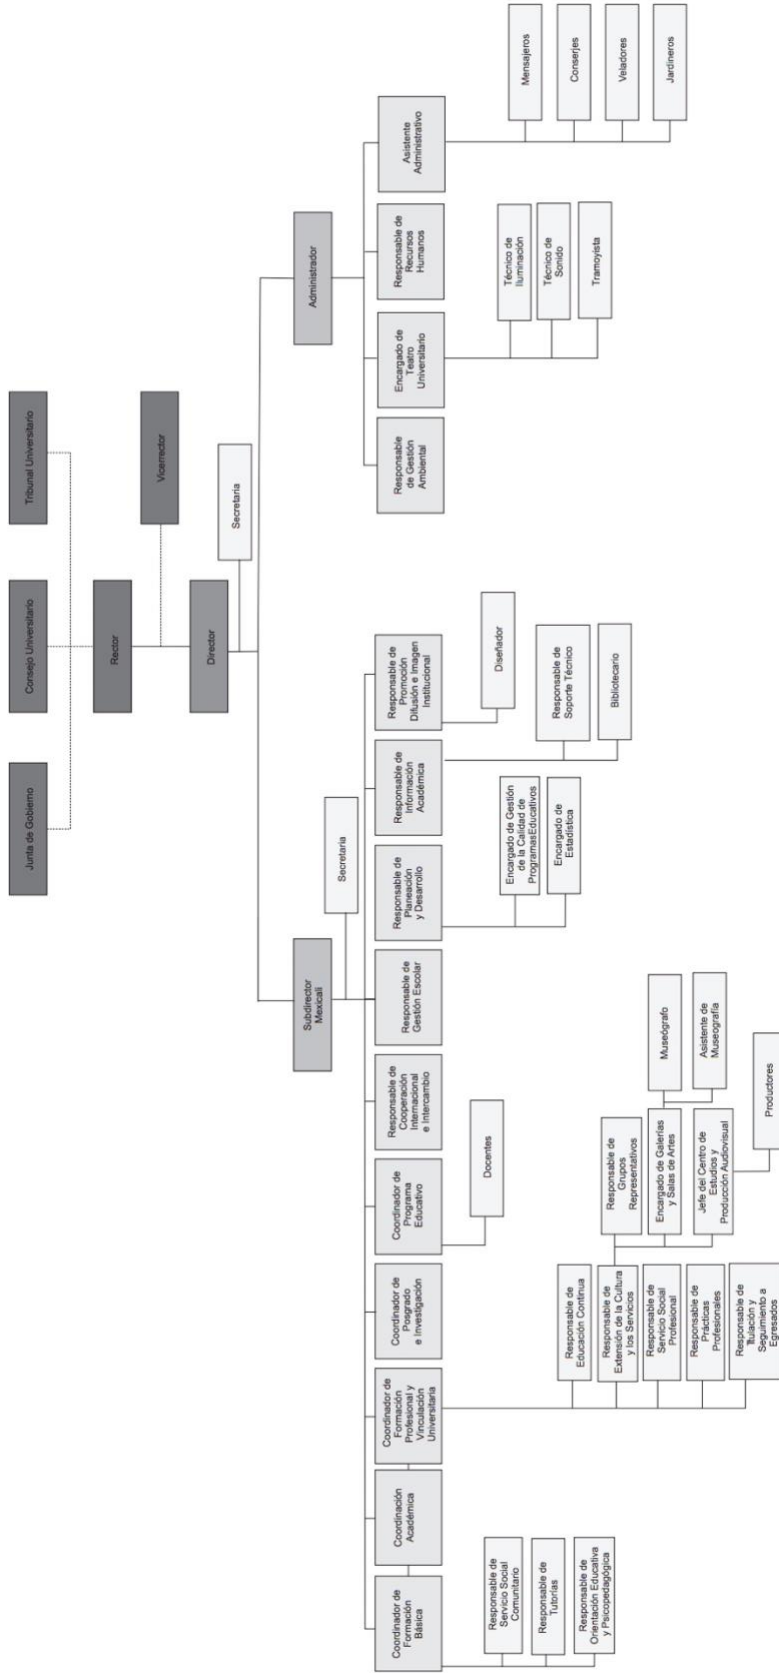 Junta de Gobierno
Consejo Universitario
Tribunal Universitario
Rector
Vicerrector
Director
Secretaria
Subdirector
Mexicali
Administrador
Secretaria
Coordinador de
Formación
Básica
Coordinación
Académica
Coordinador de
Formación
Profesional y
Vinculación
Universitaria
Coordinador de
Posgrado
e Investigación
Coordinador de
Programa
Educativo
Responsable de
Cooperación
Internacional
e Intercambio
Responsable de
Gestión Escolar
Responsable de
Planeación
y Desarrollo
Responsable de
Información
Académica
Responsable de
Promoción
Difusión e Imagen
Institucional
Responsable
de Gestión
Ambiental
Encargado de
Teatro
Universitario
Responsable de
Recursos
Humanos
Asistente
Administrativo
Responsable de
Servicio Social
Comunitario
Responsable de
Tutorías
Responsable de
Orientación Educativa
y Psicopedagógica
Responsable de
Educación Continua
Responsable de
Extensión de la Cultura
y los Servicios
Responsable de
Servicio Social
Profesional
Responsable de
Prácticas
Profesionales
Responsable de
Titulación y
Seguimiento a
Egresados
Responsable de
Grupos
Representativos
Encargado de Galerías
y Salas de Artes
Jefe del Centro de
Estudios y
Producción Audiovisual
Museógrafo
Asistente de
Museografía
Productores
Docentes
Encargado de Gestión
de la Calidad de
ProgramasEducativos
Encargado de
Estadística
Responsable de
Soporte Técnico
Bibliotecario
Diseñador
Técnico de
Iluminación
Técnico de
Sonido
Tramoyista
Mensajeros
Conserjes
Veladores
Jardineros